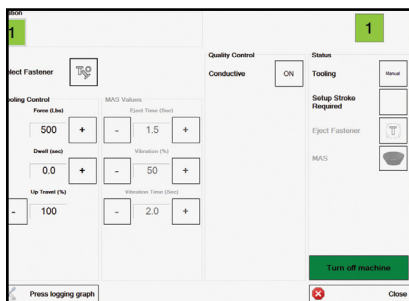 1
1
elect Fastener
ooling Control
Force (Lbs)
500 +
Dwell (sec)
0.0 +
Up Travel (%)
- 100
MAS Values
Eject Time (Sec)
- 1.5 +
Vibration (%)
- 50 +
Vibration Time (Sec)
- 2.0 +
Quality Control
Conductive ON
Status
Tooling Manual
Setup Stroke
Required
Eject Fastener T
MAS
Turn off machine
Press logging graph
Close